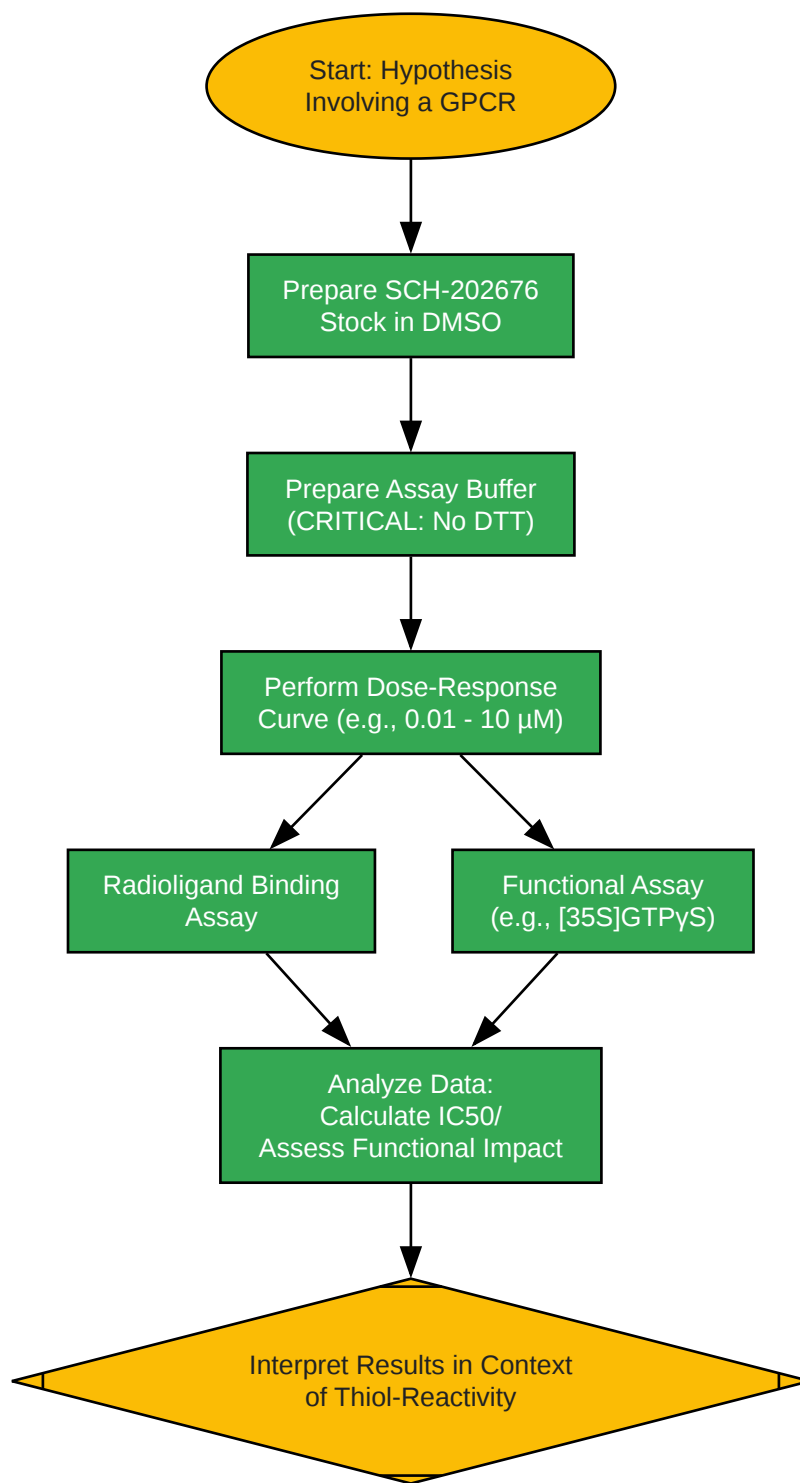 Start: Hypothesis
Involving a GPCR
Prepare SCH-202676
Stock in DMSO
Prepare Assay Buffer
(CRITICAL: No DTT)
Perform Dose-Response
Curve (e.g., 0.01 - 10 µM)
Radioligand Binding
Assay
Functional Assay
(e.g., [35S]GTPγS)
Analyze Data:
Calculate IC50/
Assess Functional Impact
Interpret Results in Context
of Thiol-Reactivity